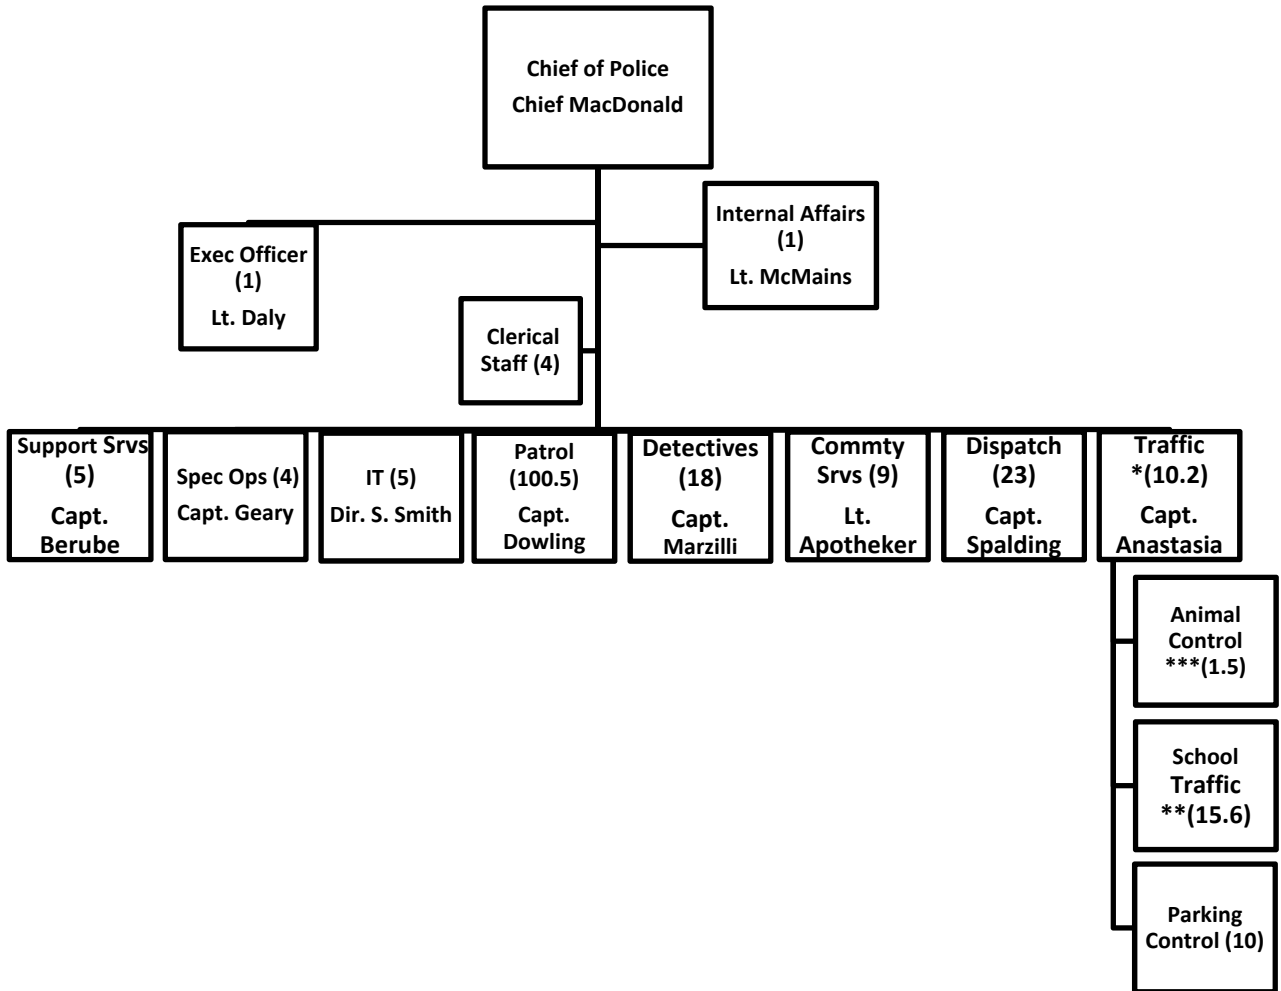 Chief of Police
Chief MacDonald
Internal Affairs
(1)
Lt. McMains
Exec Officer
(1)
Lt. Daly
Clerical
Staff (4)
Support Srvs
(5)
Capt.
Berube
Spec Ops (4)
Capt. Geary
IT (5)
Dir. S. Smith
Patrol
(100.5)
Capt.
Dowling
Detectives
(18)
Capt.
Marzilli
Commty
Srvs (9)
Lt.
Apotheker
Dispatch
(23)
Capt.
Spalding
Traffic
*(10.2)
Capt.
Anastasia
Animal
Control
***(1.5)
School
Traffic
**(15.6)
Parking
Control (10)